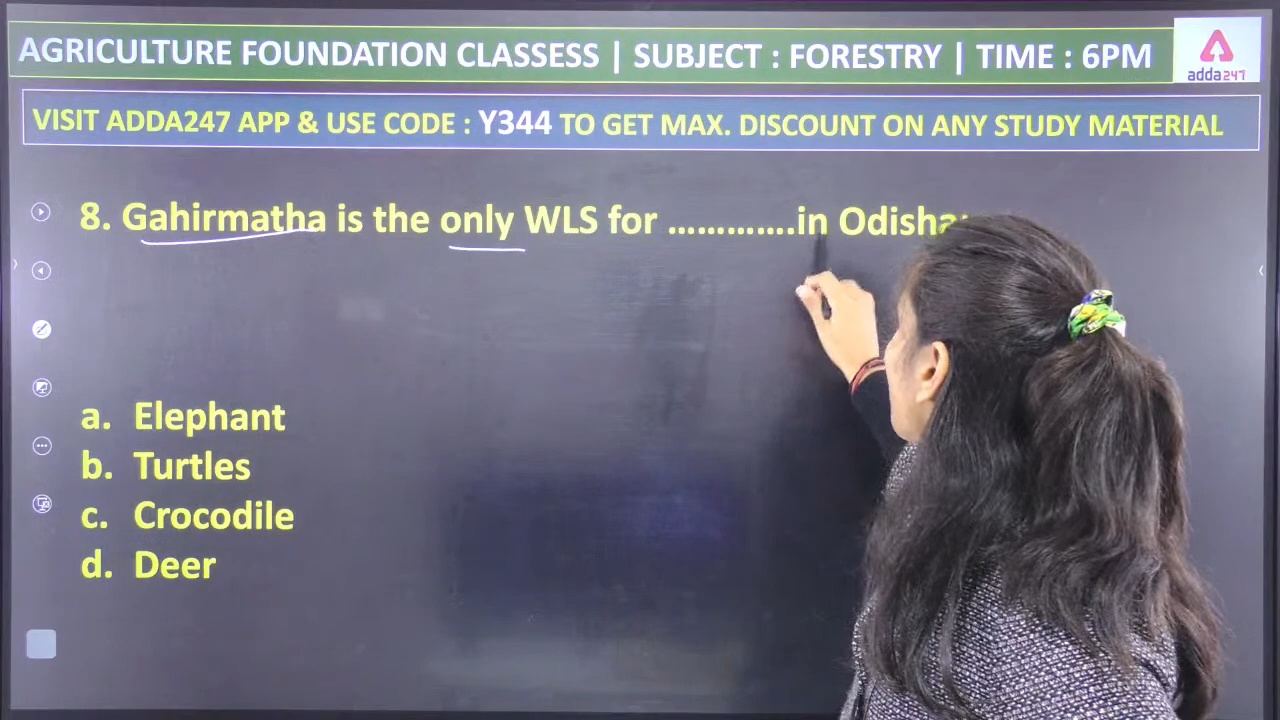 AGRICULTURE FOUNDATION CLASSESS | SUBJECT : FORESTRY | TIME : 6PM
adda247
VISIT ADDA247 APP & USE CODE : Y344 TO GET MAX. DISCOUNT ON ANY STUDY MATERIAL
8. Gahirmatha is the only WLS for .............in Odisha
a. Elephant
b. Turtles
c. Crocodile
d. Deer